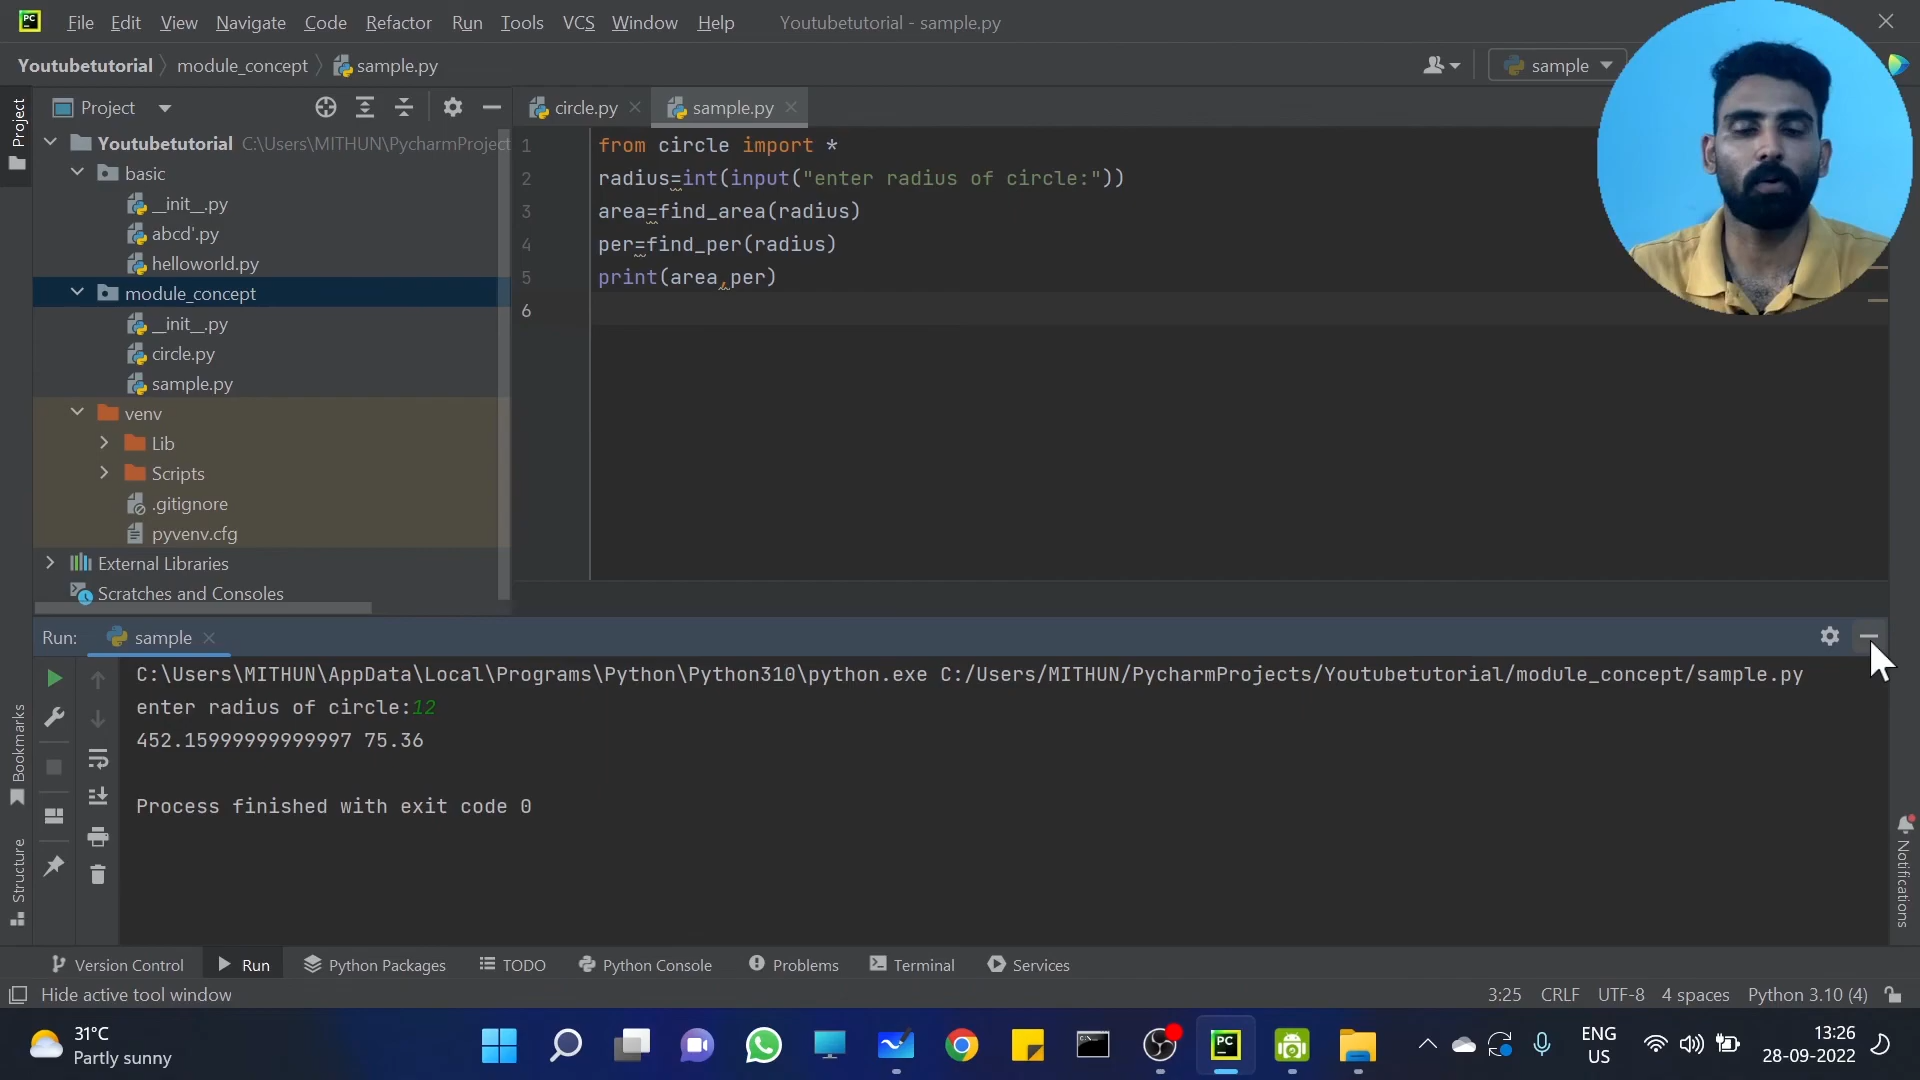 PC File Edit View Navigate Code Refactor Run Tools VCS Window Help Youtubetutorial - sample.py
Youtubetutorial module_concept sample.py sample
Project
Project
circle.py sample.py
Youtubetutorial C:\Users\MITHUN\PycharmProject
basic
__init__.py
abcd'.py
helloworld.py
module_concept
__init__.py
circle.py
sample.py
venv
Lib
Scripts
.gitignore
pyvenv.cfg
External Libraries
Scratches and Consoles
1 from circle import *
2 radius=int(input("enter radius of circle:"))
3 area=find_area(radius)
4 per=find_per(radius)
5 print(area,per)
6
Run: sample
C:\Users\MITHUN\AppData\Local\Programs\Python\Python310\python.exe C:/Users/MITHUN/PycharmProjects/Youtubetutorial/module_concept/sample.py
enter radius of circle:12
452.15999999999997 75.36
Process finished with exit code 0
Bookmarks
Structure
Notifications
Version Control Run Python Packages TODO Python Console Problems Terminal Services
Hide active tool window 3:25 CRLF UTF-8 4 spaces Python 3.10 (4)
31°C
Partly sunny
PC
ENG
US
13:26
28-09-2022